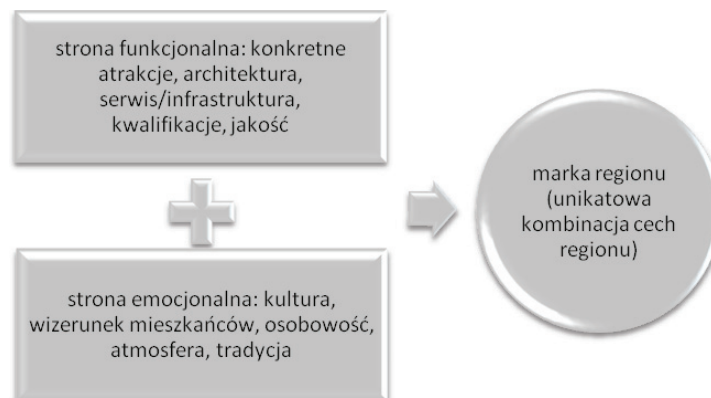 strona funkcjonalna: konkretne
atrakcje, architektura,
serwis/infrastruktura,
kwalifikacje, jakość
strona emocjonalna: kultura,
wizerunek mieszkańców, osobowość,
atmosfera, tradycja
marka regionu
(unikatowa
kombinacja cech
regionu)